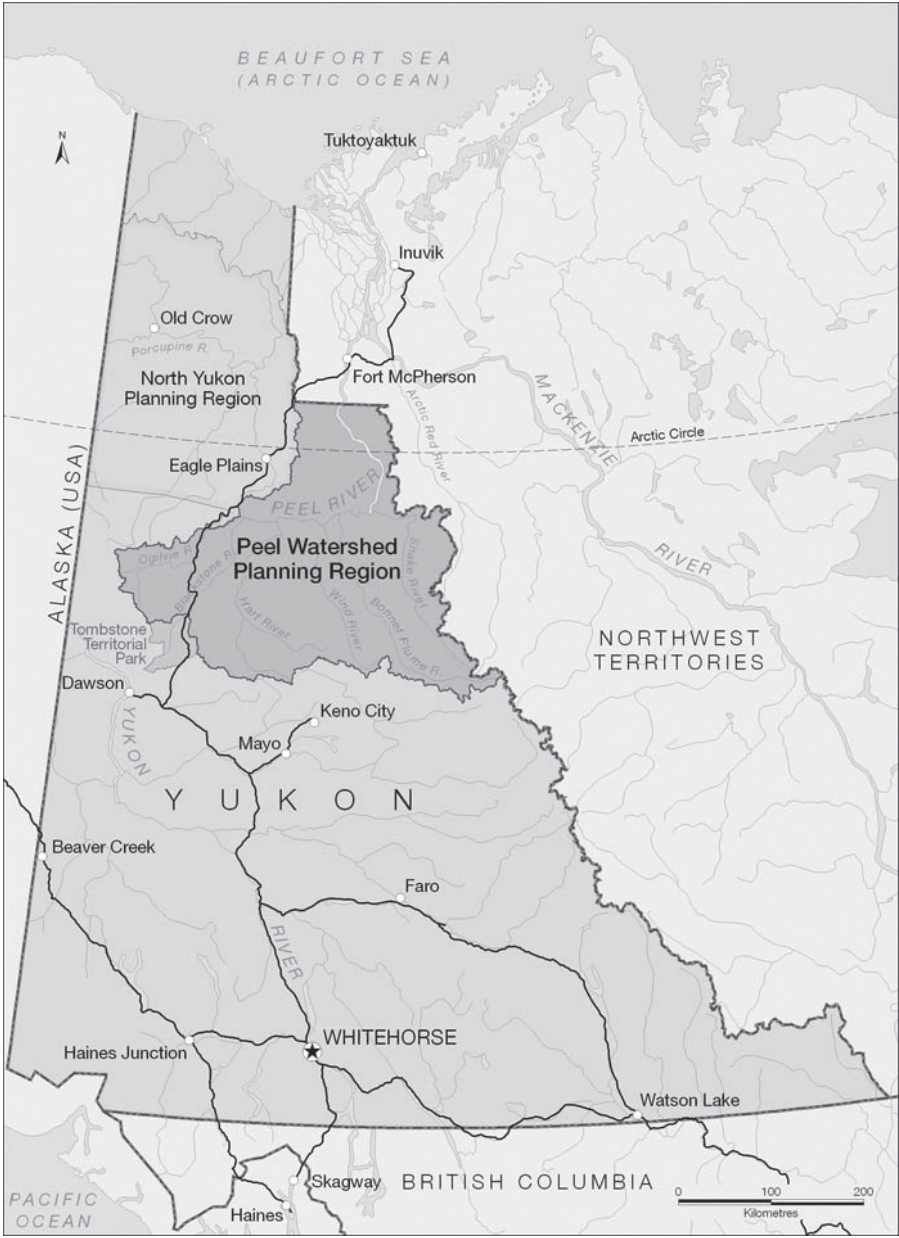 BEAUFORT SEA
(ARCTIC OCEAN)
N
Tuktoyaktuk
Inuvik
Old Crow
Porcupine R.
North Yukon
Planning Region
Fort McPherson
Arctic Red River
MACKENZIE
RIVER
Arctic Circle
Eagle Plains
ALASKA (USA)
PEEL RIVER
Peel Watershed
Planning Region
Ogilvie R.
Blackstone R.
Hart River
Wind River
Bonnet Plume R.
Snake River
Tombstone
Territorial
Park
NORTHWEST
TERRITORIES
Dawson
YUKON
Keno City
Mayo
YUKON
Beaver Creek
Faro
RIVER
WHITEHORSE
Haines Junction
Watson Lake
Skagway
BRITISH COLUMBIA
Haines
PACIFIC
OCEAN
0 100 200
Kilometres